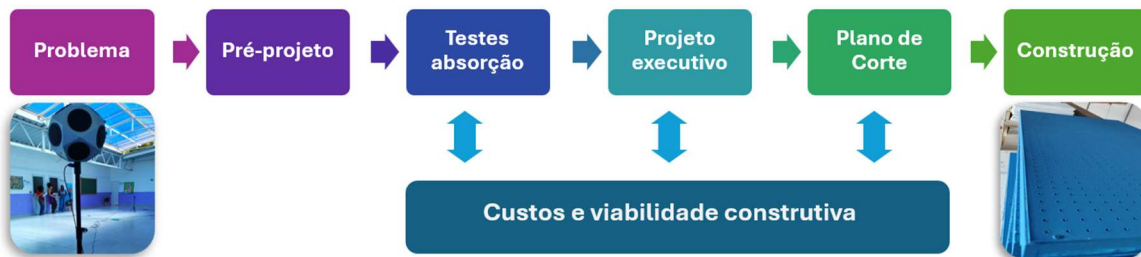 Problema
Pré-projeto
Testes
absorção
Projeto
executivo
Plano de
Corte
Construção
Custos e viabilidade construtiva